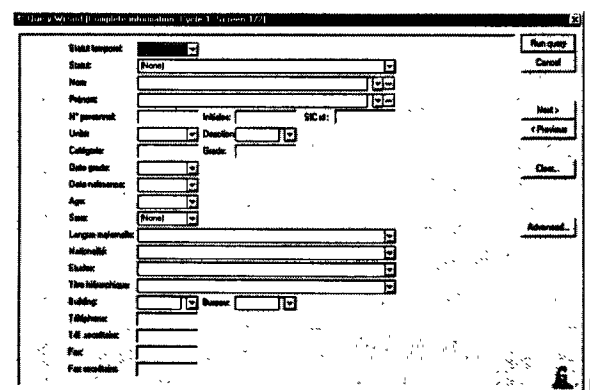 Query Wizard [Complete information, Cycle 1, Screen 1/2]
Statut temporel:
Statut: (None)
Nom:
Prénom:
N° personnel: Initiales: SIC id:
Unité: Direction:
Catégorie: Grade:
Date grade:
Date naissance:
Age:
Sexe: (None)
Langue maternelle:
Nationalité:
Etudes:
Titre hiérarchique:
Building: Bureau:
Téléphone:
Tél. secrétaire:
Fax:
Fax secrétaire:
Run query
Cancel
Next >
< Previous
Clear...
Advanced...